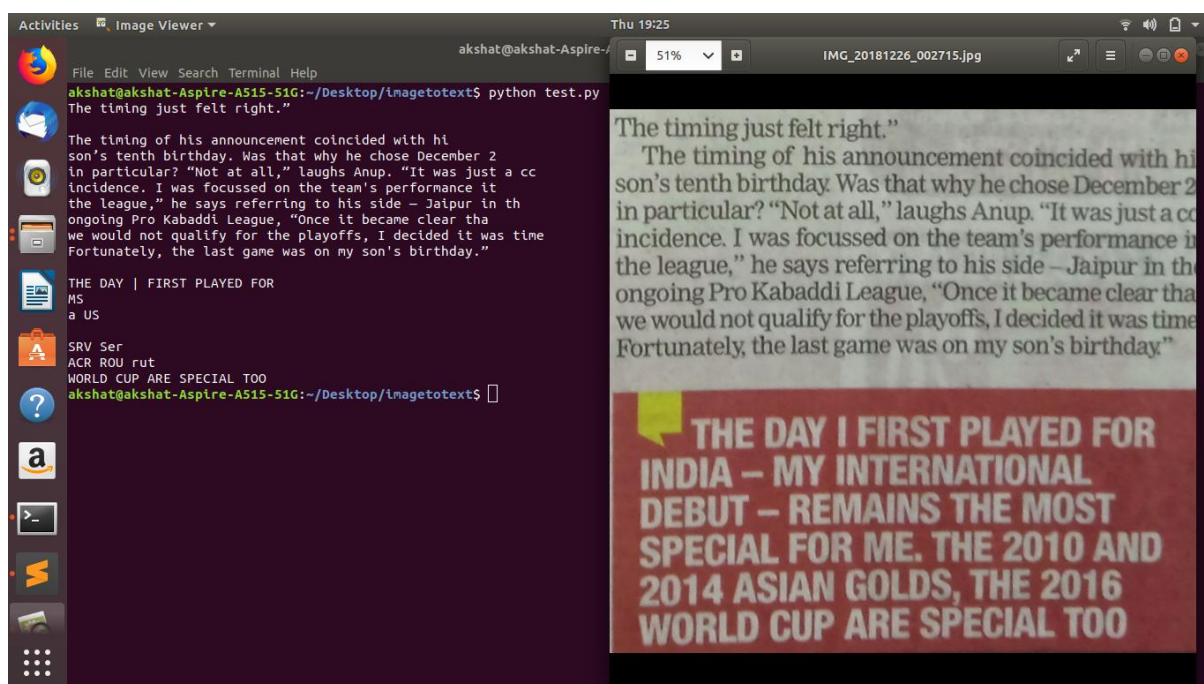 Activities Image Viewer Thu 19:25
akshat@akshat-Aspire-A
File Edit View Search Terminal Help
akshat@akshat-Aspire-A515-51G:~/Desktop/imagetotext$ python test.py
The timing just felt right.”
The timing of his announcement coincided with hi
son’s tenth birthday. Was that why he chose December 2
in particular? “Not at all,” laughs Anup. “It was just a cc
incidence. I was focussed on the team's performance it
the league,” he says referring to his side – Jaipur in th
ongoing Pro Kabaddi League, “Once it became clear tha
we would not qualify for the playoffs, I decided it was time
Fortunately, the last game was on my son's birthday.”
THE DAY | FIRST PLAYED FOR
MS
a US
SRV Ser
ACR ROU rut
WORLD CUP ARE SPECIAL TOO
akshat@akshat-Aspire-A515-51G:~/Desktop/imagetotext$
51% IMG_20181226_002715.jpg
The timing just felt right.”
The timing of his announcement coincided with hi
son's tenth birthday. Was that why he chose December 2
in particular? “Not at all,” laughs Anup. “It was just a co
incidence. I was focussed on the team's performance i
the league,” he says referring to his side – Jaipur in the
ongoing Pro Kabaddi League, “Once it became clear tha
we would not qualify for the playoffs, I decided it was time
Fortunately, the last game was on my son's birthday.”
THE DAY I FIRST PLAYED FOR
INDIA – MY INTERNATIONAL
DEBUT – REMAINS THE MOST
SPECIAL FOR ME. THE 2010 AND
2014 ASIAN GOLDS, THE 2016
WORLD CUP ARE SPECIAL TOO